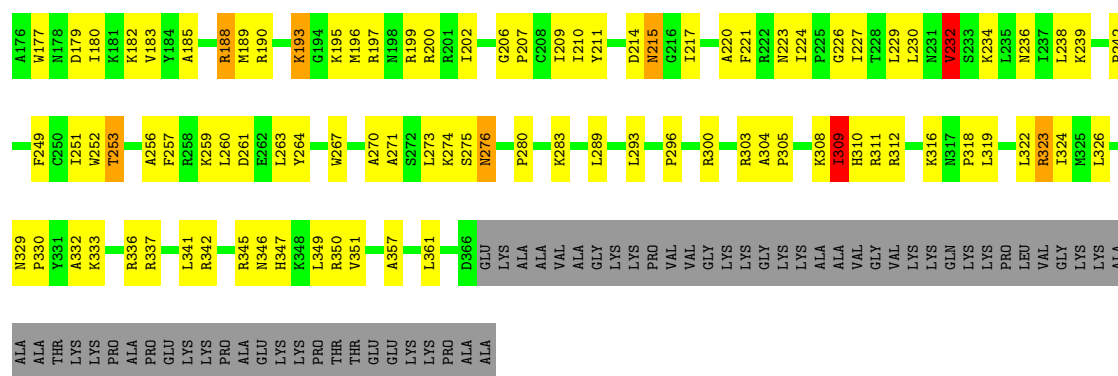 A176 W177 N178 D179 I180 K181 K182 V183 Y184 A185 R188 M189 R190 K193 G194 K195 M196 R197 N198 R199 R200 R201 I202 G206 P207 C208 I209 I210 Y211 D214 N215 G216 I217 A220 F221 R222 N223 I224 P225 G226 I227 T228 L229 L230 N231 V232 S233 K234 L235 N236 I237 L238 K239
F249 C250 I251 W252 T253 A256 F257 R258 K259 L260 D261 E262 L263 Y264 W267 A270 A271 S272 L273 K274 S275 N276 P280 K283 L289 L293 P296 R300 R303 A304 P305 K308 I309 H310 R311 R312 K316 N317 P318 L319 L322 R323 I324 M325 L326
N329 P330 Y331 A332 K333 R336 R337 L341 R342 R345 N346 H347 K348 L349 R350 V351 A357 L361 D366 GLU LYS ALA ALA VAL ALA GLY LYS LYS PRO VAL VAL GLY LYS LYS GLY LYS LYS ALA ALA VAL GLY VAL LYS LYS GLN LYS LYS PRO LEU VAL GLY LYS LYS ALA
ALA ALA THR LYS LYS PRO ALA PRO GLU LYS LYS PRO ALA GLU LYS LYS PRO THR THR GLU GLU LYS LYS PRO ALA ALA